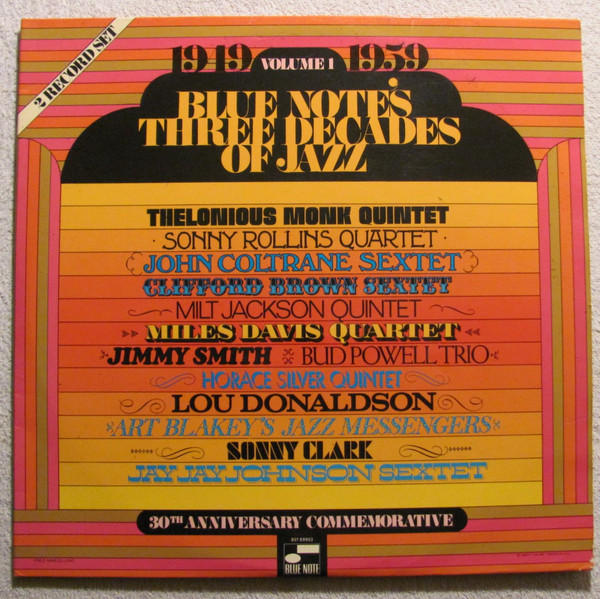 2 RECORD SET
1949 VOLUME 1 1959
BLUE NOTE'S
THREE DECADES
OF JAZZ
THELONIOUS MONK QUINTET
· SONNY ROLLINS QUARTET ·
JOHN COLTRANE SEXTET
CLIFFORD BROWN SEXTET
MILT JACKSON QUINTET
MILES DAVIS QUARTET
JIMMY SMITH BUD POWELL TRIO
HORACE SILVER QUINTET
LOU DONALDSON
ART BLAKEY'S JAZZ MESSENGERS
SONNY CLARK
JAY JAY JOHNSON SEXTET
30TH ANNIVERSARY COMMEMORATIVE
BST 89903
BLUE NOTE